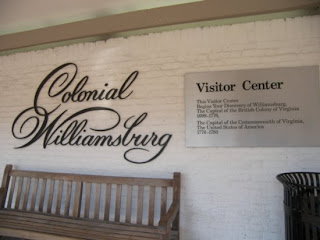 Colonial
Williamsburg
Visitor Center
This Visitor Center
Begins Your Discovery of Williamsburg,
The Capital of the British Colony of Virginia
1699-1776,
The Capital of the Commonwealth of Virginia,
The United States of America
1776-1780